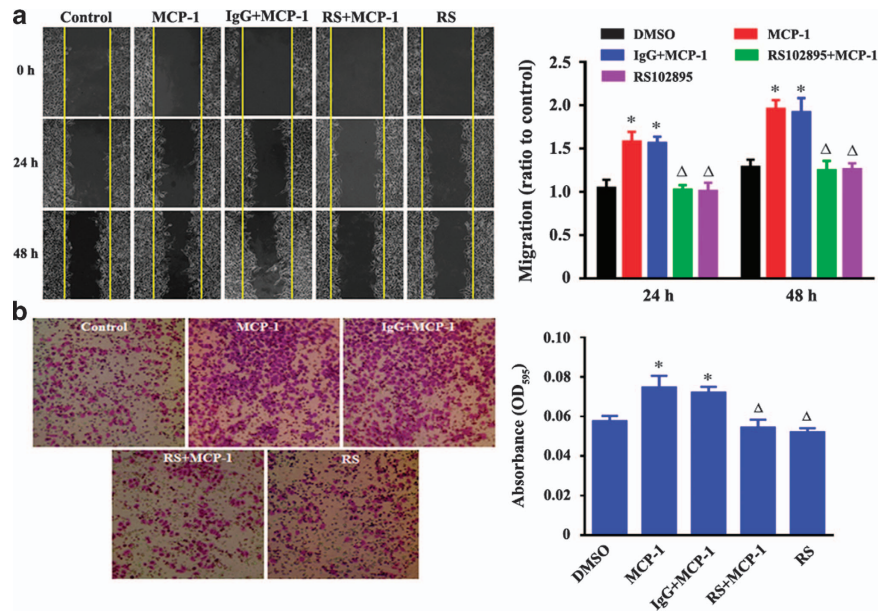 a
Control MCP-1 IgG+MCP-1 RS+MCP-1 RS
0 h
24 h
48 h
DMSO MCP-1
IgG+MCP-1 RS102895+MCP-1
RS102895
Migration (ratio to control)
2.5
2.0
1.5
1.0
0.5
0
* * Δ Δ * * Δ Δ
24 h 48 h
b
Control MCP-1 IgG+MCP-1
RS+MCP-1 RS
Absorbance (OD595)
0.10
0.08
0.06
0.04
0.02
0
* * Δ Δ
DMSO MCP-1 IgG+MCP-1 RS+MCP-1 RS